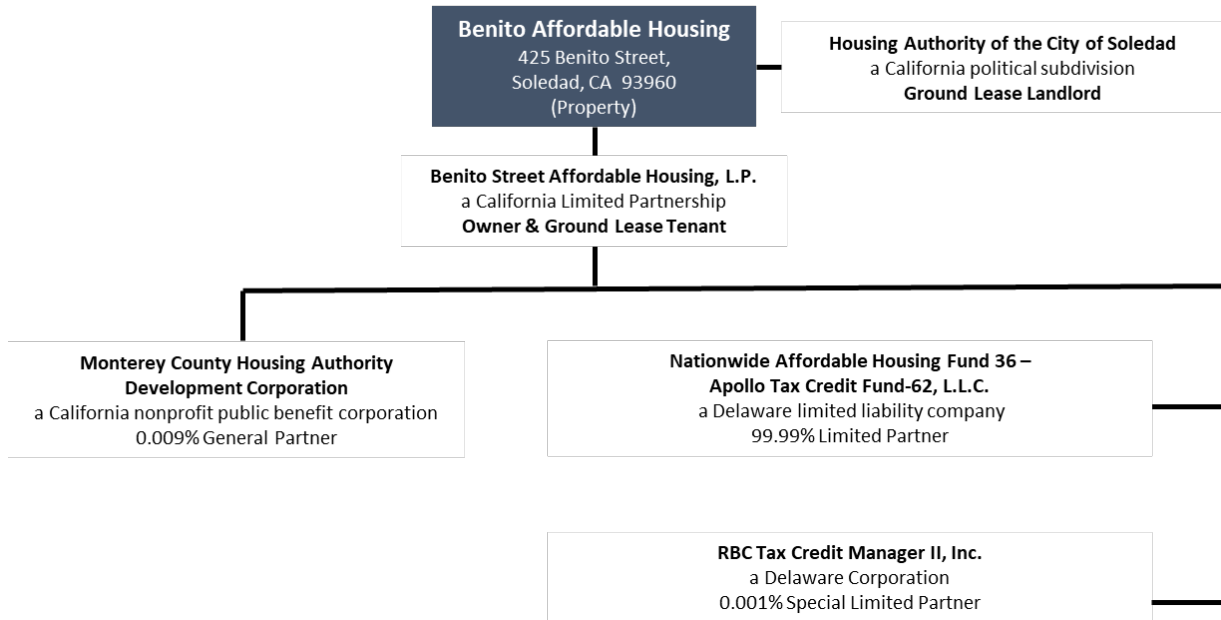 Benito Affordable Housing
425 Benito Street,
Soledad, CA 93960
(Property)
Housing Authority of the City of Soledad
a California political subdivision
Ground Lease Landlord
Benito Street Affordable Housing, L.P.
a California Limited Partnership
Owner & Ground Lease Tenant
Monterey County Housing Authority
Development Corporation
a California nonprofit public benefit corporation
0.009% General Partner
Nationwide Affordable Housing Fund 36 –
Apollo Tax Credit Fund-62, L.L.C.
a Delaware limited liability company
99.99% Limited Partner
RBC Tax Credit Manager II, Inc.
a Delaware Corporation
0.001% Special Limited Partner